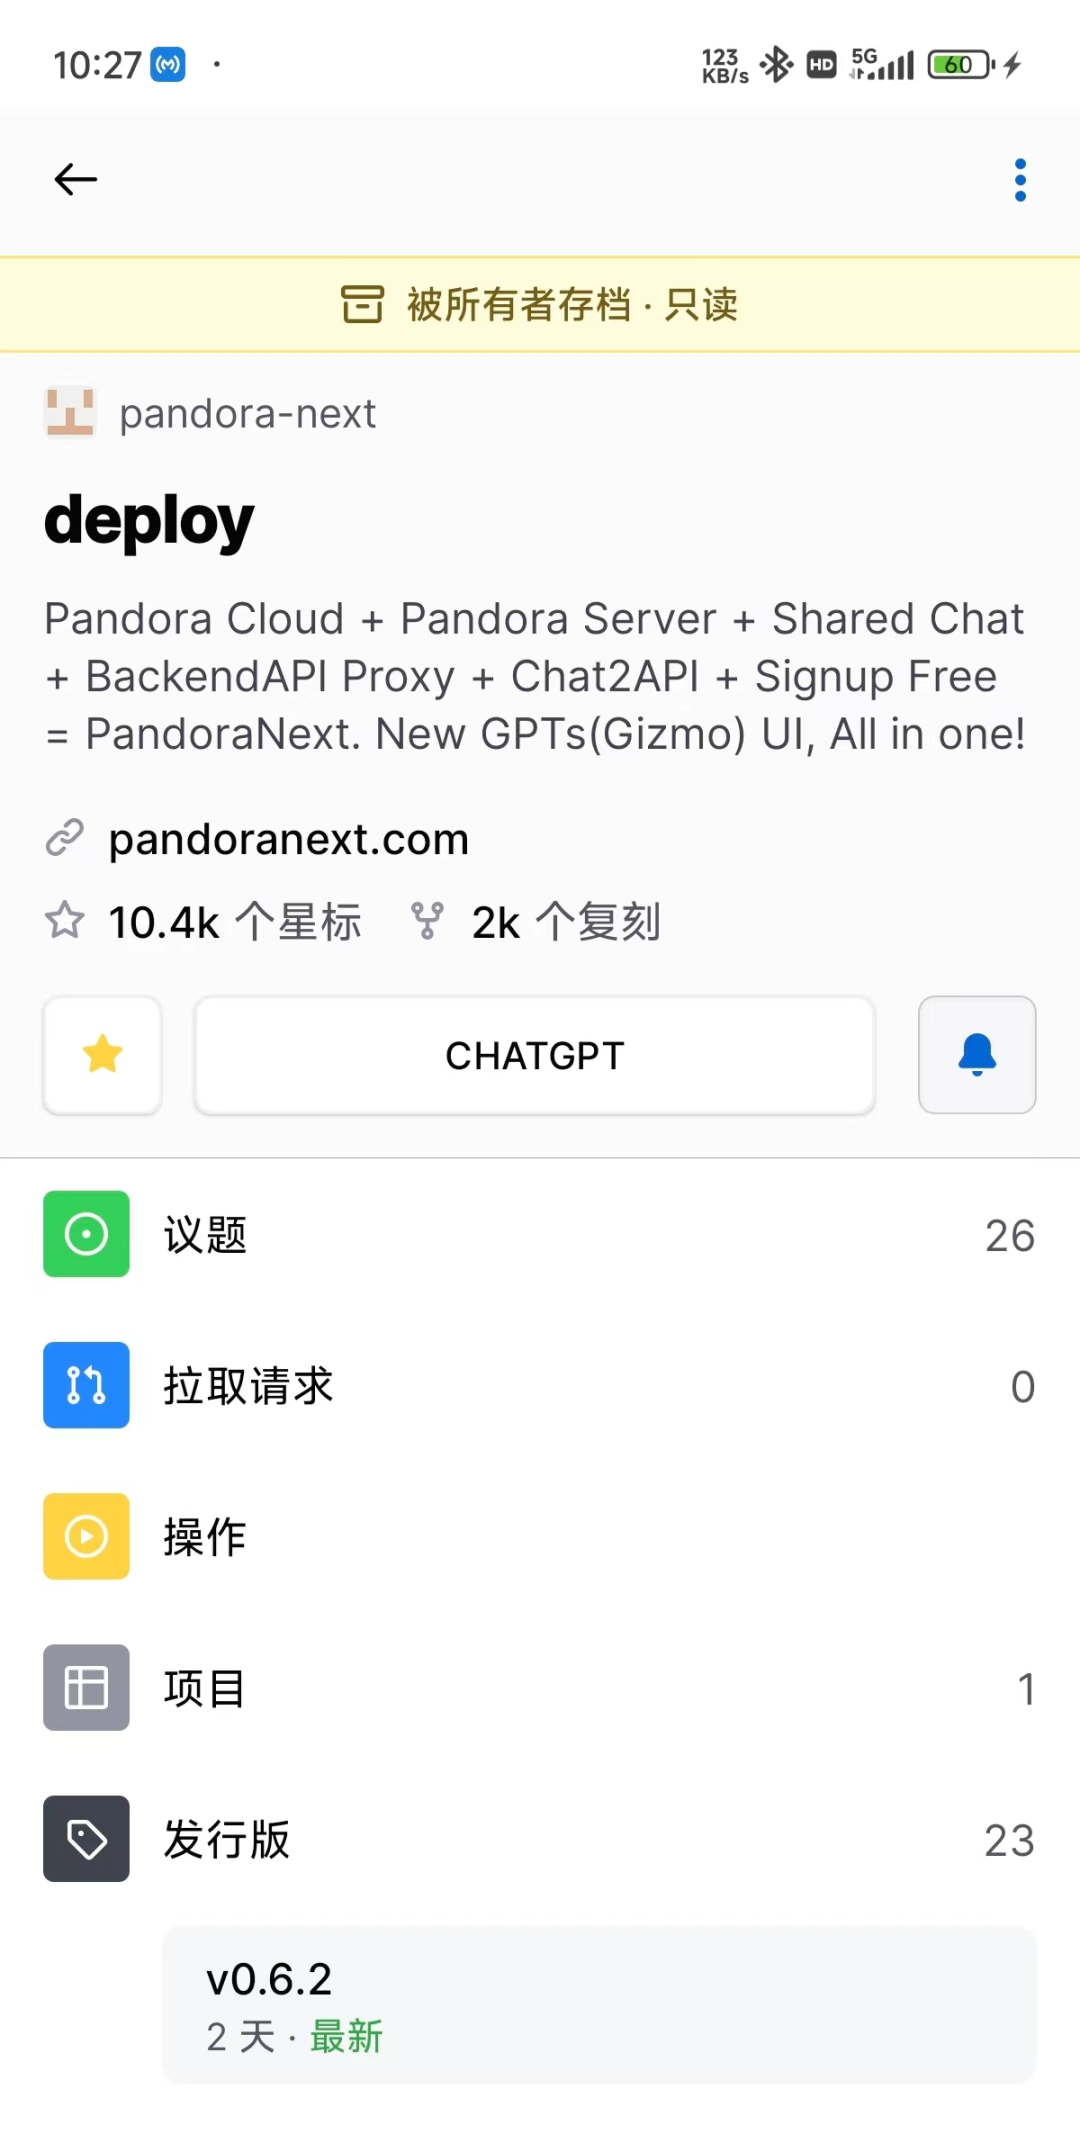 10:27
123 KB/s
HD
5G
60
被所有者存档 · 只读
pandora-next
deploy
Pandora Cloud + Pandora Server + Shared Chat
+ BackendAPI Proxy + Chat2API + Signup Free
= PandoraNext. New GPTs(Gizmo) UI, All in one!
pandoranext.com
10.4k 个星标 2k 个复刻
CHATGPT
议题 26
拉取请求 0
操作
项目 1
发行版 23
v0.6.2
2 天 · 最新